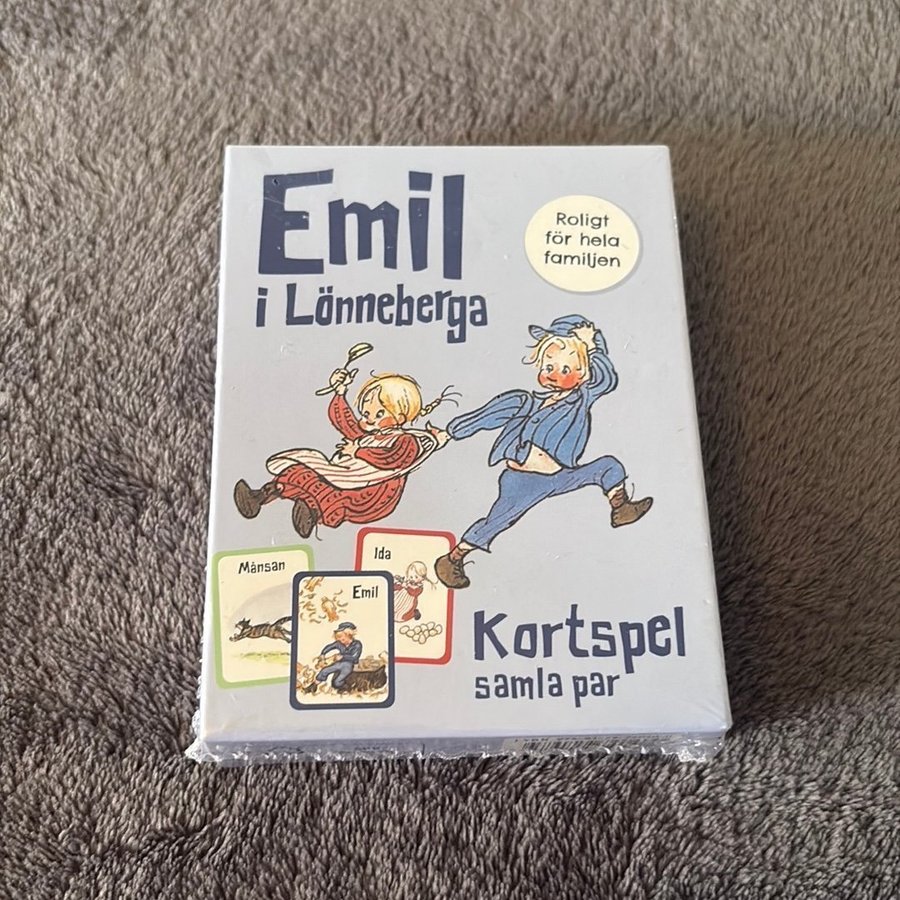 Emil
i Lönneberga
Roligt
för hela
familjen
Månsan
Ida
Emil
Kortspel
samla par